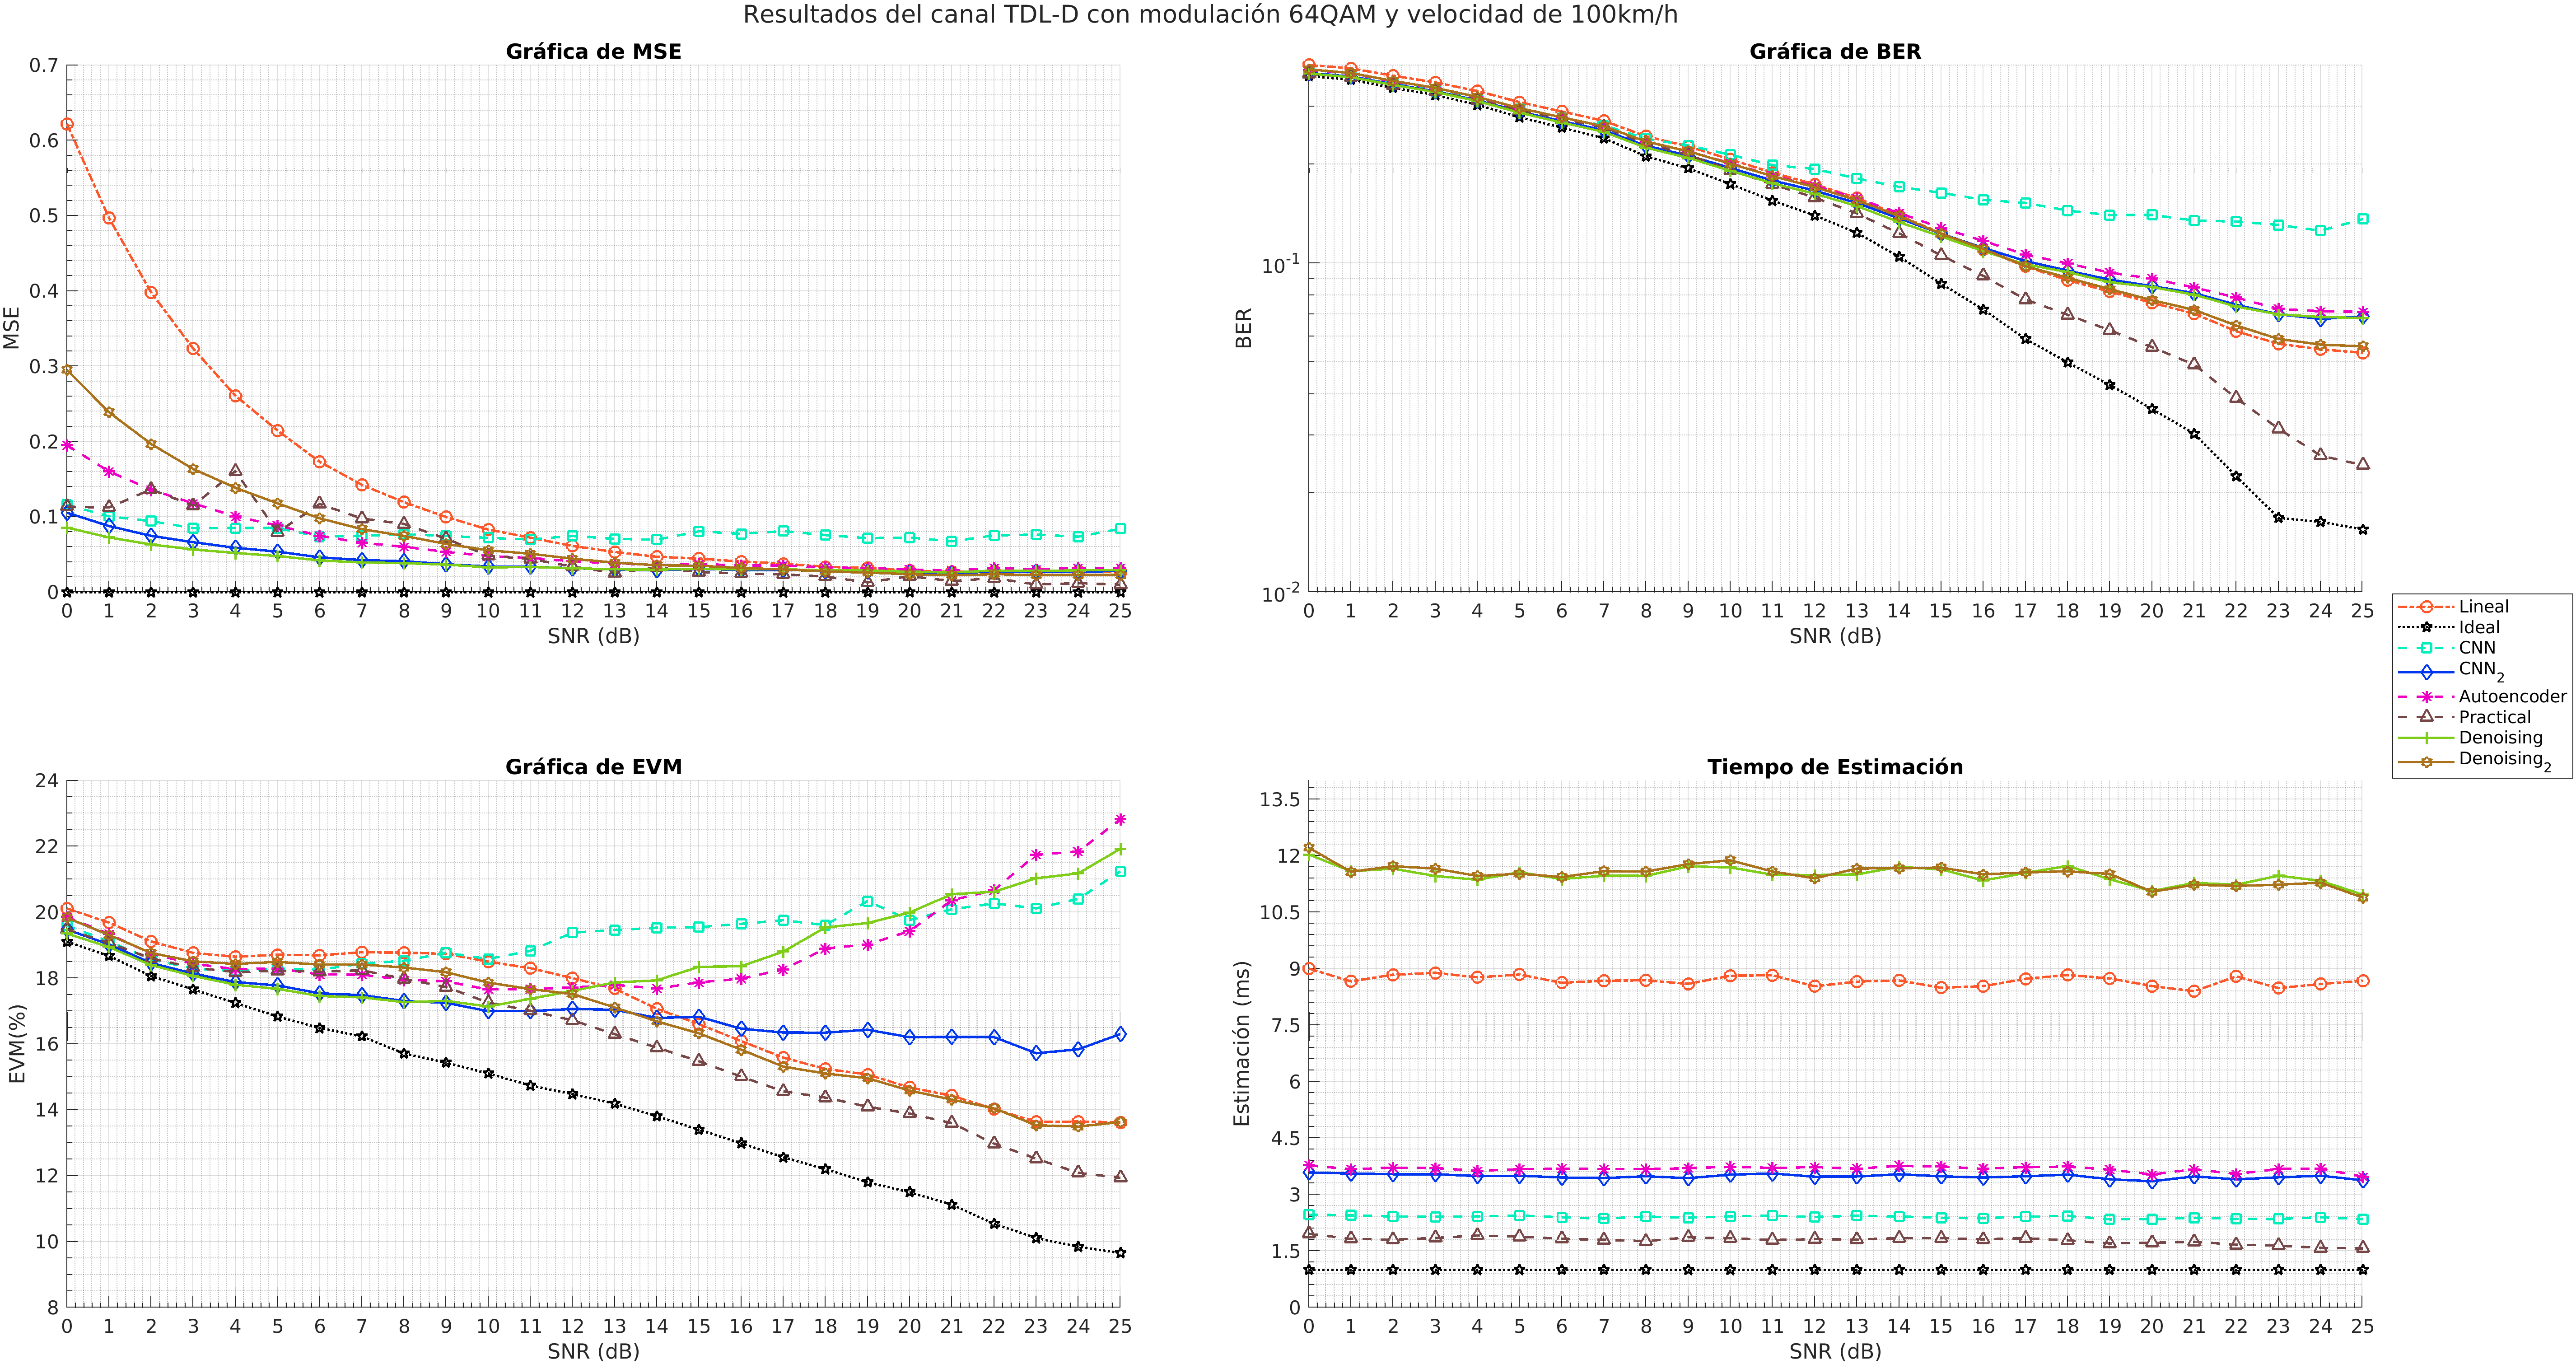 Resultados del canal TDL-D con modulación 64QAM y velocidad de 100km/h
Gráfica de MSE
0.7
0.6
0.5
0.4
0.3
0.2
0.1
0
MSE
0 1 2 3 4 5 6 7 8 9 10 11 12 13 14 15 16 17 18 19 20 21 22 23 24 25
SNR (dB)
Gráfica de BER
10-1
10-2
BER
0 1 2 3 4 5 6 7 8 9 10 11 12 13 14 15 16 17 18 19 20 21 22 23 24 25
SNR (dB)
Lineal
Ideal
CNN
CNN2
Autoencoder
Practical
Denoising
Denoising2
Gráfica de EVM
24
22
20
18
16
14
12
10
8
EVM(%)
0 1 2 3 4 5 6 7 8 9 10 11 12 13 14 15 16 17 18 19 20 21 22 23 24 25
SNR (dB)
Tiempo de Estimación
13.5
12
10.5
9
7.5
6
4.5
3
1.5
0
Estimación (ms)
0 1 2 3 4 5 6 7 8 9 10 11 12 13 14 15 16 17 18 19 20 21 22 23 24 25
SNR (dB)